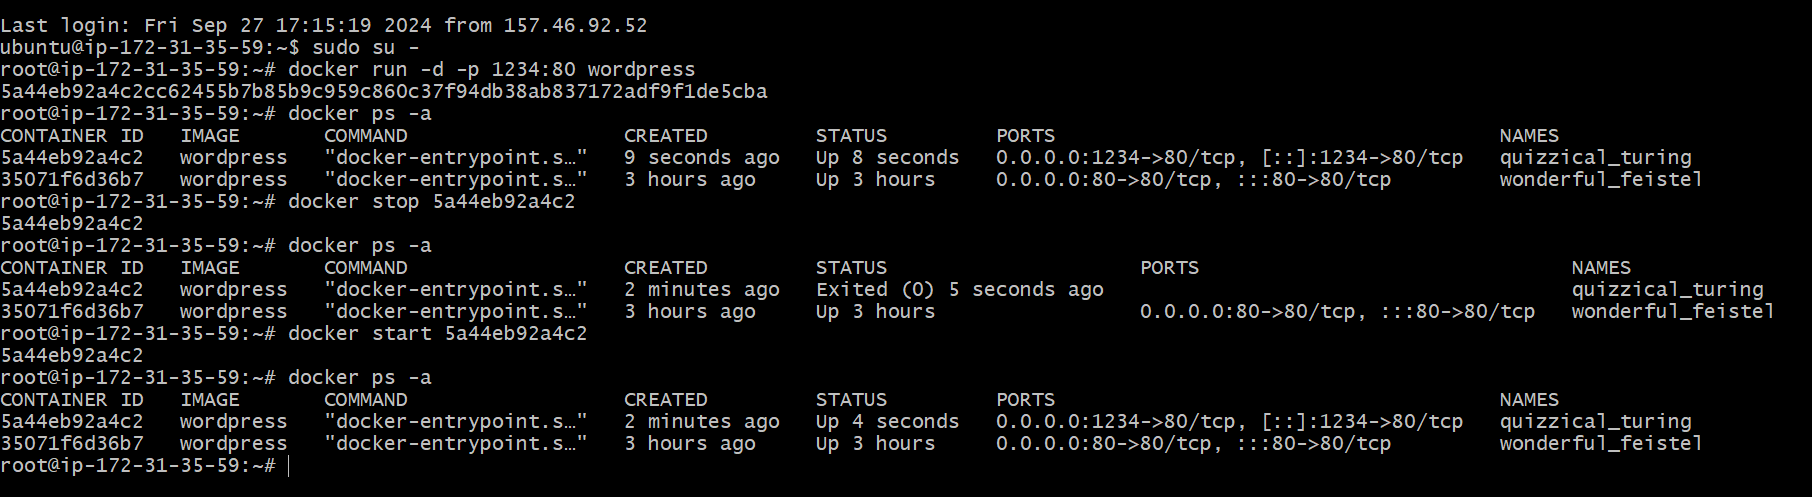 Last login: Fri Sep 27 17:15:19 2024 from 157.46.92.52
ubuntu@ip-172-31-35-59:~$ sudo su -
root@ip-172-31-35-59:~# docker run -d -p 1234:80 wordpress
5a44eb92a4c2cc62455b7b85b9c959c860c37f94db38ab837172adf9f1de5cba
root@ip-172-31-35-59:~# docker ps -a
CONTAINER ID   IMAGE       COMMAND                  CREATED         STATUS         PORTS                                     NAMES
5a44eb92a4c2   wordpress   "docker-entrypoint.s…"   9 seconds ago   Up 8 seconds   0.0.0.0:1234->80/tcp, [::]:1234->80/tcp   quizzical_turing
35071f6d36b7   wordpress   "docker-entrypoint.s…"   3 hours ago     Up 3 hours     0.0.0.0:80->80/tcp, :::80->80/tcp         wonderful_feistel
root@ip-172-31-35-59:~# docker stop 5a44eb92a4c2
5a44eb92a4c2
root@ip-172-31-35-59:~# docker ps -a
CONTAINER ID   IMAGE       COMMAND                  CREATED         STATUS                     PORTS                               NAMES
5a44eb92a4c2   wordpress   "docker-entrypoint.s…"   2 minutes ago   Exited (0) 5 seconds ago                                       quizzical_turing
35071f6d36b7   wordpress   "docker-entrypoint.s…"   3 hours ago     Up 3 hours                 0.0.0.0:80->80/tcp, :::80->80/tcp   wonderful_feistel
root@ip-172-31-35-59:~# docker start 5a44eb92a4c2
5a44eb92a4c2
root@ip-172-31-35-59:~# docker ps -a
CONTAINER ID   IMAGE       COMMAND                  CREATED         STATUS         PORTS                                     NAMES
5a44eb92a4c2   wordpress   "docker-entrypoint.s…"   2 minutes ago   Up 4 seconds   0.0.0.0:1234->80/tcp, [::]:1234->80/tcp   quizzical_turing
35071f6d36b7   wordpress   "docker-entrypoint.s…"   3 hours ago     Up 3 hours     0.0.0.0:80->80/tcp, :::80->80/tcp         wonderful_feistel
root@ip-172-31-35-59:~#